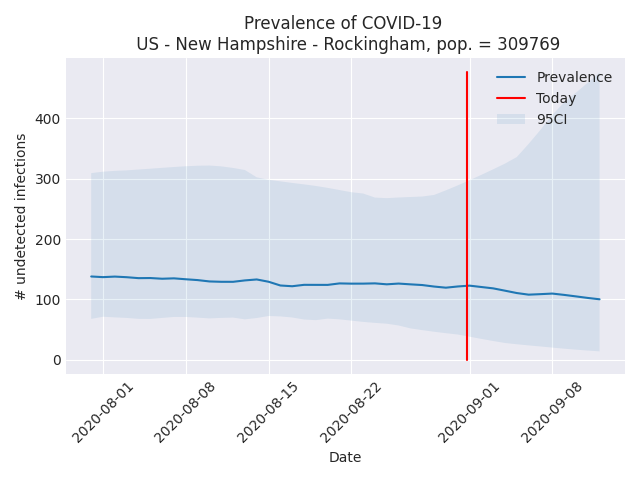 Prevalence of COVID-19
US - New Hampshire - Rockingham, pop. = 309769
Prevalence
Today
95CI
# undetected infections
400
300
200
100
0
2020-08-01
2020-08-08
2020-08-15
2020-08-22
2020-09-01
2020-09-08
Date